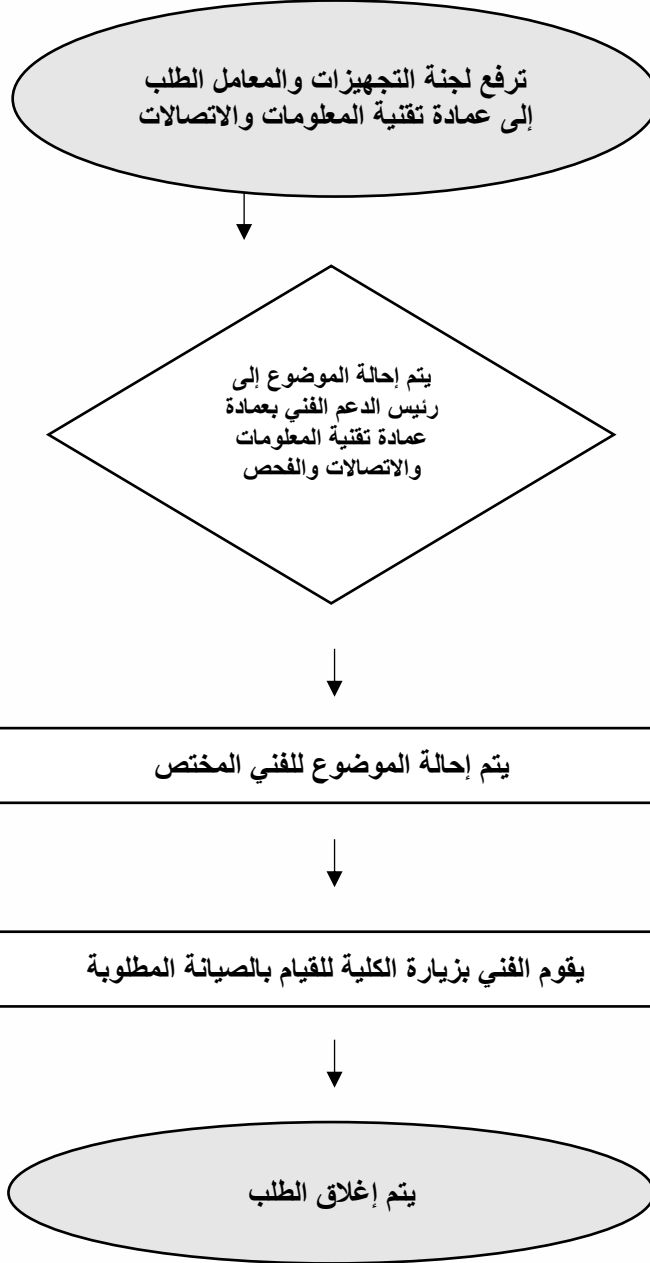 ترفع لجنة التجهيزات والمعامل الطلب
إلى عمادة تقنية المعلومات والاتصالات
يتم إحالة الموضوع إلى
رئيس الدعم الفني بعمادة
عمادة تقنية المعلومات
والاتصالات والفحص
يتم إحالة الموضوع للفني المختص
يقوم الفني بزيارة الكلية للقيام بالصيانة المطلوبة
يتم إغلاق الطلب